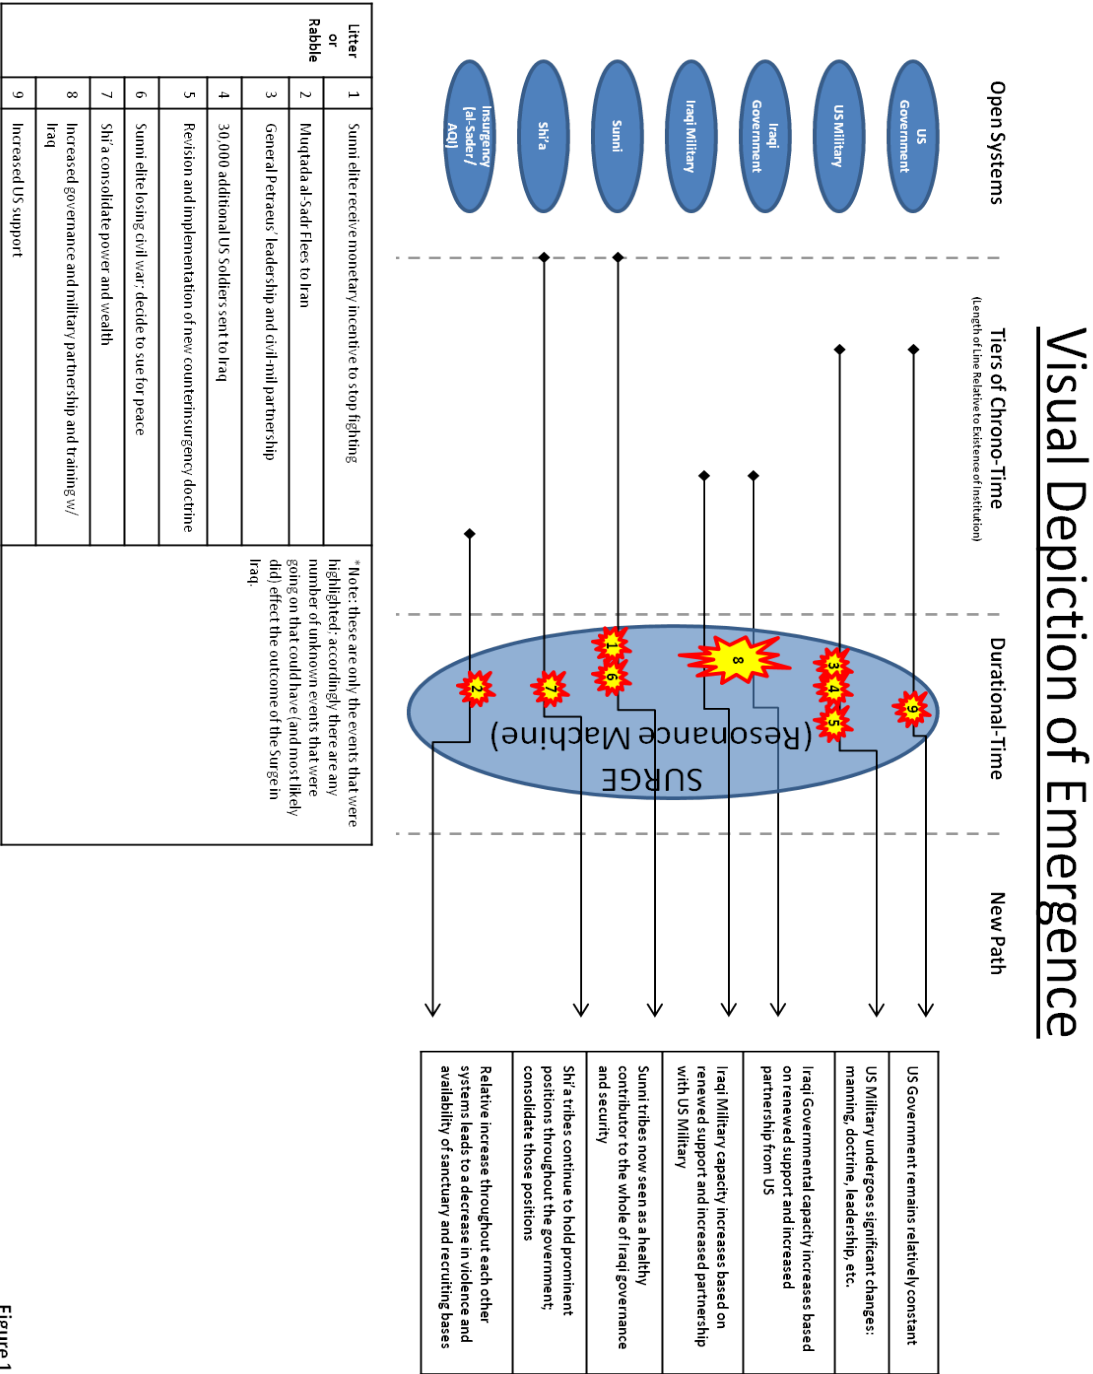 Visual Depiction of Emergence
Open Systems
Tiers of Chrono-Time
(Length of Line Relative to Existence of Institution)
Durational-Time
New Path
US
Government
US Military
Iraqi
Government
Iraqi Military
Sunni
Shi'a
Insurgency
(al-Sader /
AQI)
9
3
4
5
8
1
6
7
2
SURGE
(Resonance Machine)
US Government remains relatively constant
US Military undergoes significant changes:
manning, doctrine, leadership, etc.
Iraqi Governmental capacity increases based
on renewed support and increased
partnership from US
Iraqi Military capacity increases based on
renewed support and increased partnership
with US Military
Sunni tribes now seen as a healthy
contributor to the whole of Iraqi governance
and security
Shi'a tribes continue to hold prominent
positions throughout the government;
consolidate those positions
Relative increase throughout each other
systems leads to a decrease in violence and
availability of sanctuary and recruiting bases
Litter
or
Rabble
1 Sunni elite receive monetary incentive to stop fighting
2 Muqtada al-Sadr Flees to Iran
3 General Petraeus' leadership and civil-mil partnership
4 30,000 additional US Soldiers sent to Iraq
5 Revision and implementation of new counterinsurgency doctrine
6 Sunni elite losing civil war; decide to sue for peace
7 Shi'a consolidate power and wealth
8 Increased governance and military partnership and training w/
Iraq
9 Increased US support
*Note: these are only the events that were
highlighted; accordingly there are any
number of unknown events that were
going on that could have (and most likely
did) effect the outcome of the Surge in
Iraq.
Figure 1